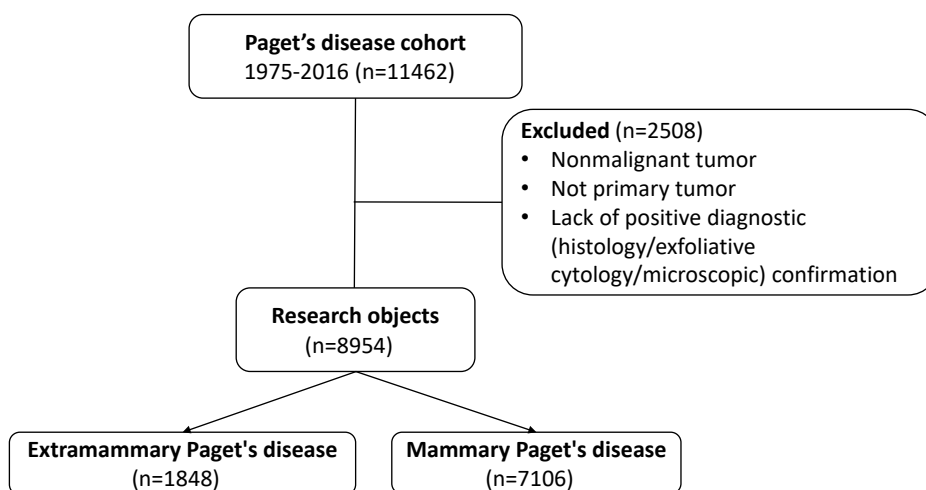 Paget's disease cohort
1975-2016 (n=11462)
Excluded (n=2508)
• Nonmalignant tumor
• Not primary tumor
• Lack of positive diagnostic
(histology/exfoliative
cytology/microscopic) confirmation
Research objects
(n=8954)
Extramammary Paget's disease
(n=1848)
Mammary Paget's disease
(n=7106)